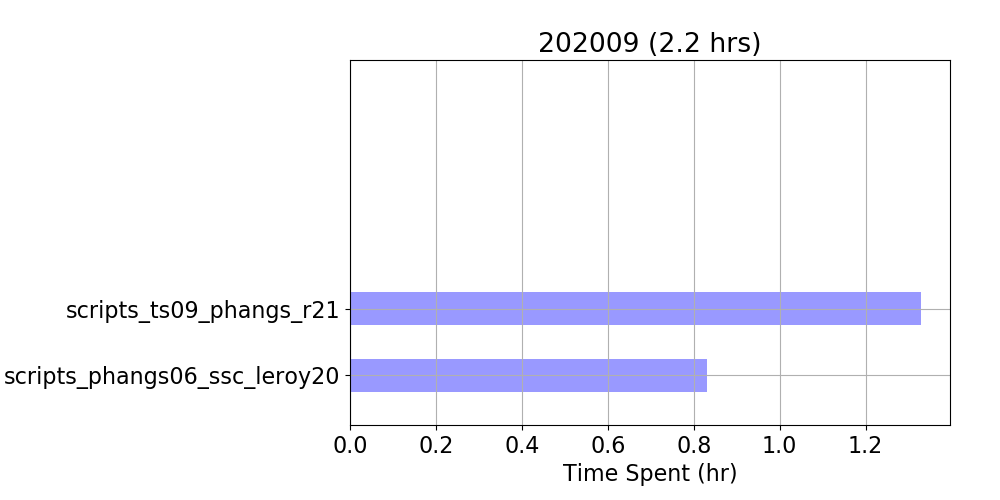 202009 (2.2 hrs)
scripts_ts09_phangs_r21
scripts_phangs06_ssc_leroy20
0.0 0.2 0.4 0.6 0.8 1.0 1.2
Time Spent (hr)